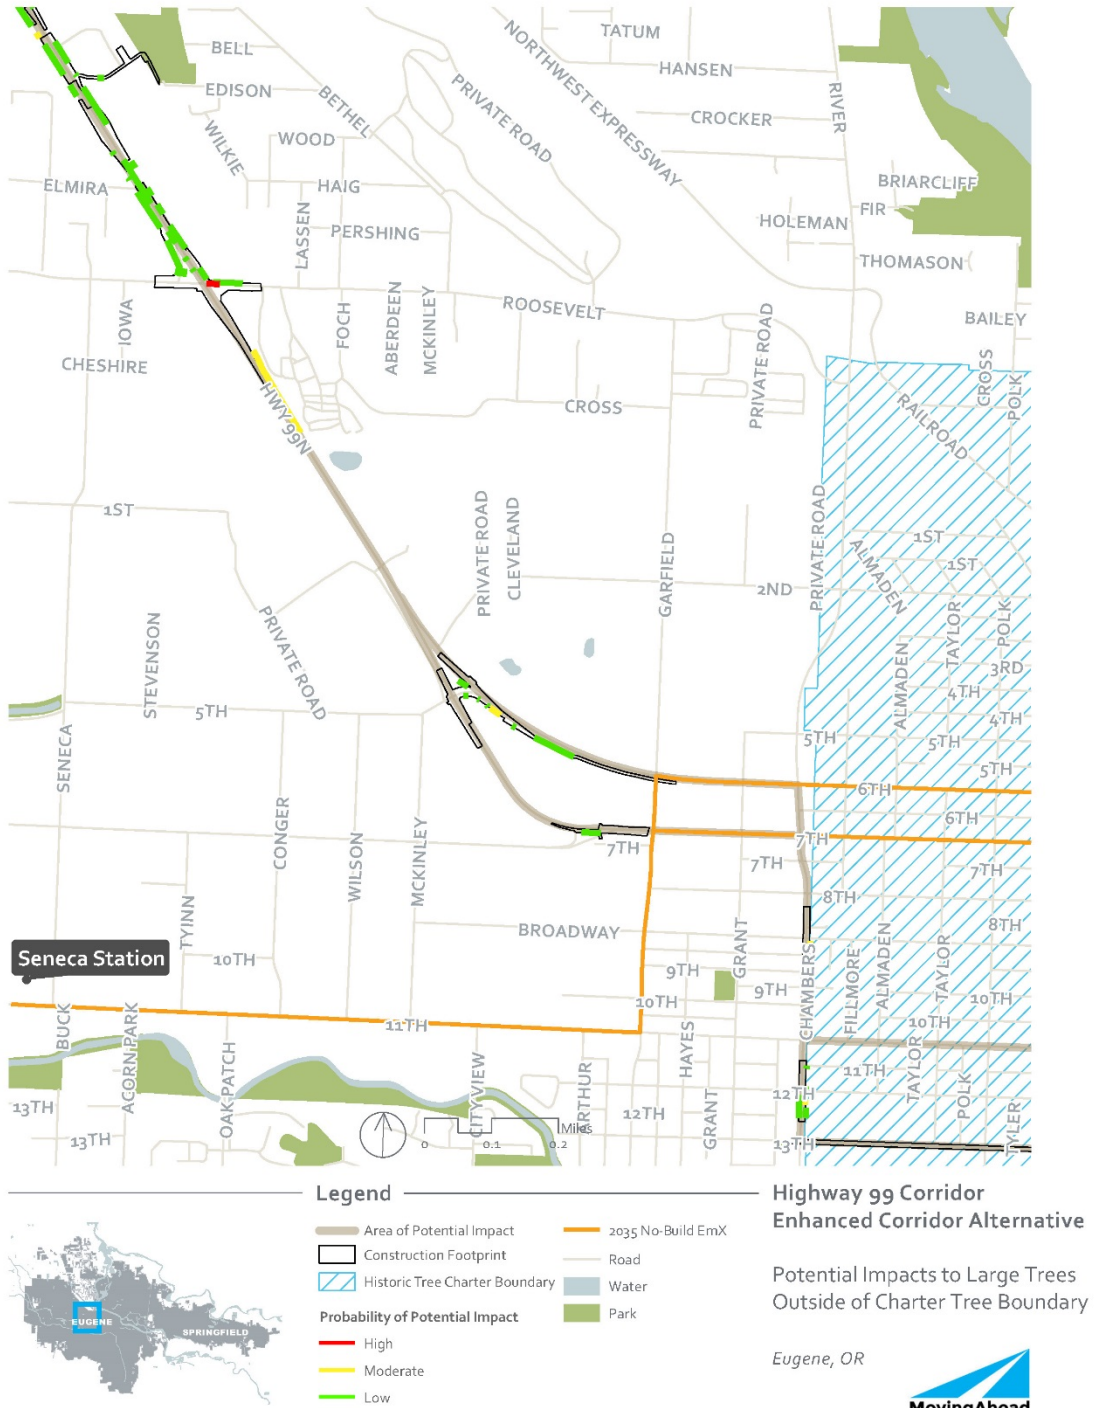 TATUM
BELL
HANSEN
NORTHWEST EXPRESSWAY
EDISON
BETHEL
PRIVATE ROAD
RIVER
CROCKER
WILKIE
WOOD
ELMIRA
HAIG
BRIARCLIFF
FIR
HOLEMAN
LASSEN
PERSHING
THOMASON
IOWA
FOCH
ABERDEEN
MCKINLEY
ROOSEVELT
PRIVATE ROAD
BAILEY
CHESHIRE
CROSS
POLK
HWY 99N
CROSS
RAILROAD
1ST
PRIVATE ROAD
CLEVELAND
GARFIELD
PRIVATE ROAD
1ST
ALMADEN
1ST
2ND
STEVENSON
PRIVATE ROAD
TAYLOR
POLK
3RD
ALMADEN
4TH
4TH
5TH
5TH
5TH
5TH
SENECA
6TH
6TH
CONGER
WILSON
MCKINLEY
7TH
7TH
7TH
7TH
8TH
TYINN
BROADWAY
GRANT
8TH
Seneca Station
10TH
9TH
9TH
CHAMBERS
FILLMORE
ALMADEN
TAYLOR
10TH
10TH
10TH
BUCK
ACORN PARK
11TH
OAK PATCH
CITY VIEW
ARTHUR
HAYES
GRANT
11TH
TAYLOR
POLK
TYLER
12TH
12TH
13TH
13TH
13TH
Miles
0
0.1
0.2
Legend
Area of Potential Impact
Construction Footprint
Historic Tree Charter Boundary
Probability of Potential Impact
High
Moderate
Low
2035 No-Build EmX
Road
Water
Park
EUGENE
SPRINGFIELD
Highway 99 Corridor
Enhanced Corridor Alternative
Potential Impacts to Large Trees
Outside of Charter Tree Boundary
Eugene, OR
MovingAhead